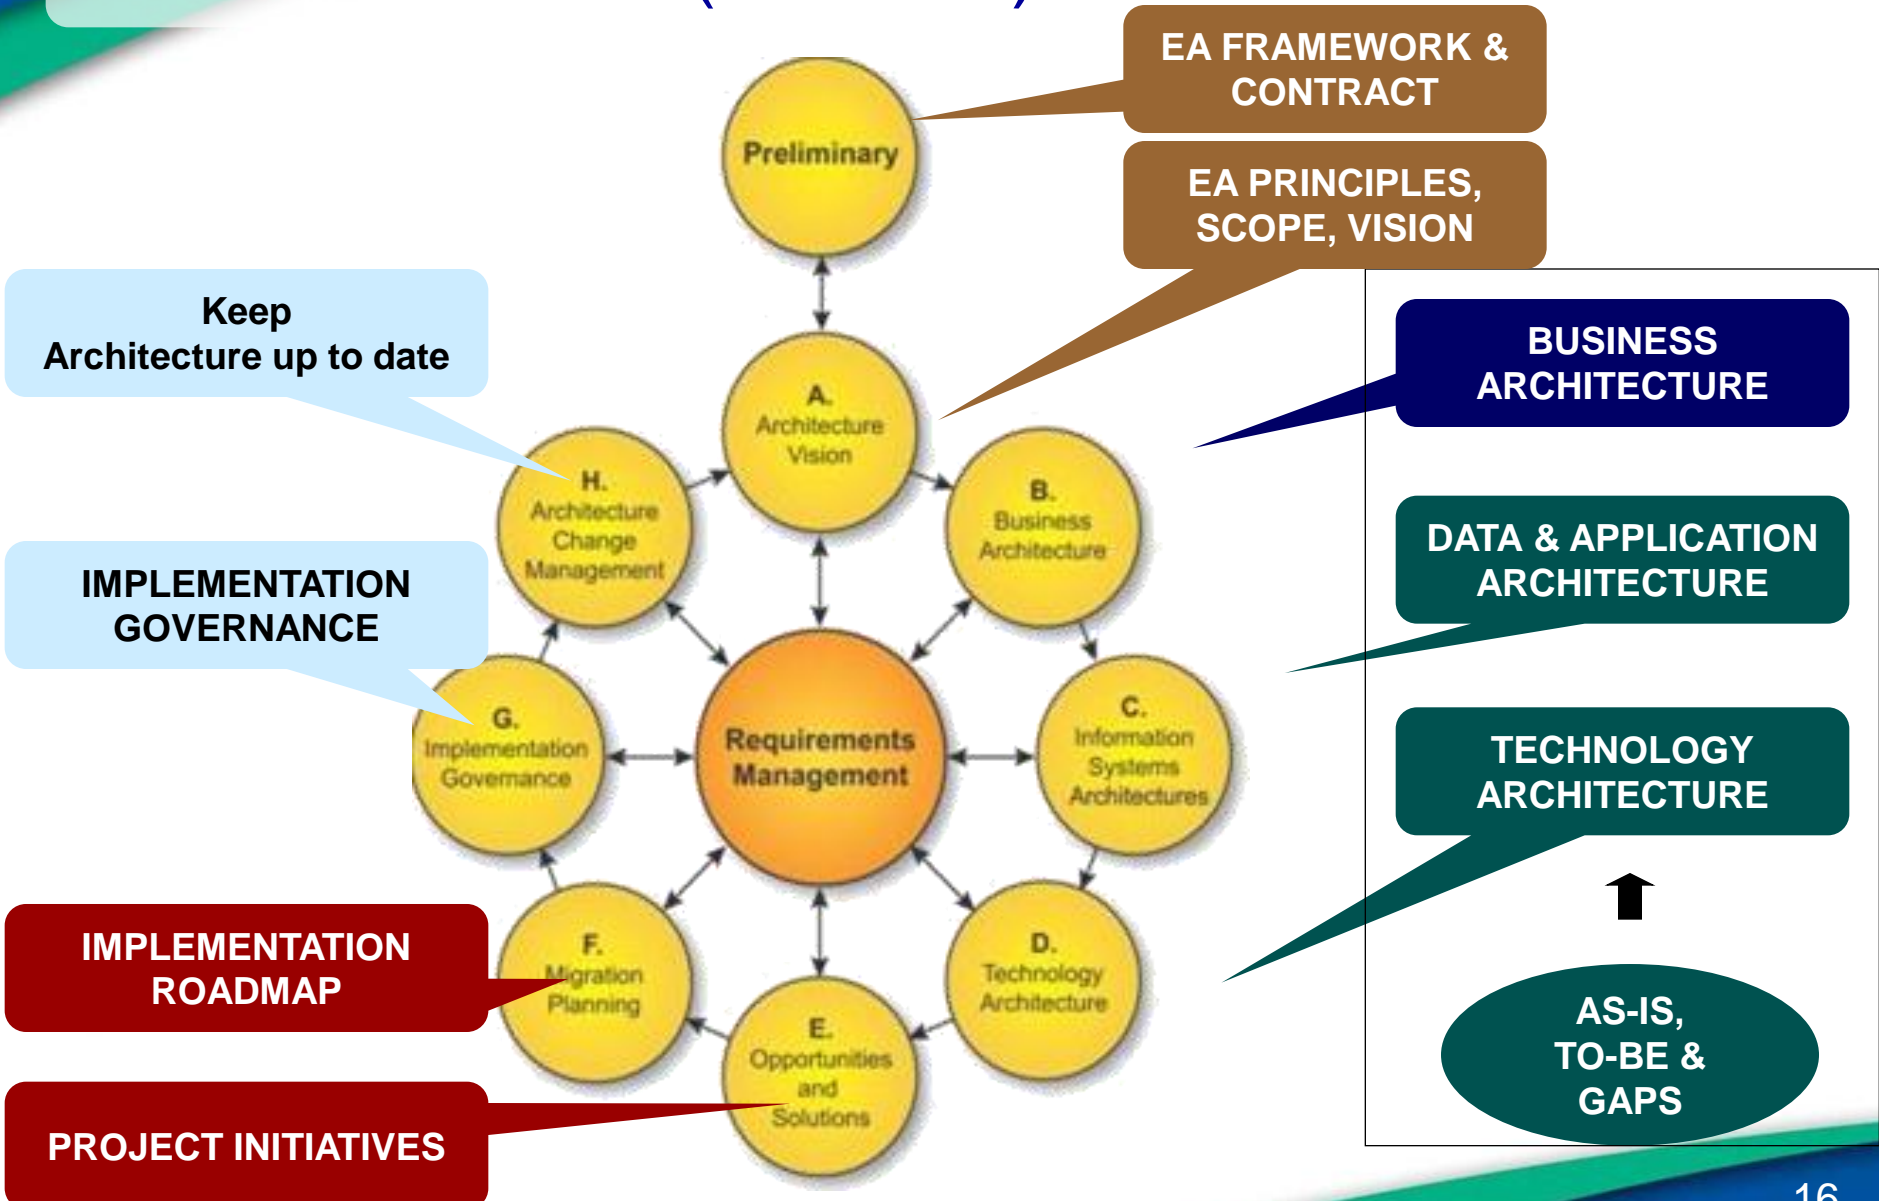 EA FRAMEWORK &
CONTRACT
Preliminary
EA PRINCIPLES,
SCOPE, VISION
Keep
Architecture up to date
BUSINESS
ARCHITECTURE
A.
Architecture
Vision
H.
Architecture
Change
Management
B.
Business
Architecture
DATA & APPLICATION
ARCHITECTURE
IMPLEMENTATION
GOVERNANCE
G.
Implementation
Governance
Requirements
Management
C.
Information
Systems
Architectures
TECHNOLOGY
ARCHITECTURE
IMPLEMENTATION
ROADMAP
F.
Migration
Planning
D.
Technology
Architecture
E.
Opportunities
and
Solutions
AS-IS,
TO-BE &
GAPS
PROJECT INITIATIVES
16